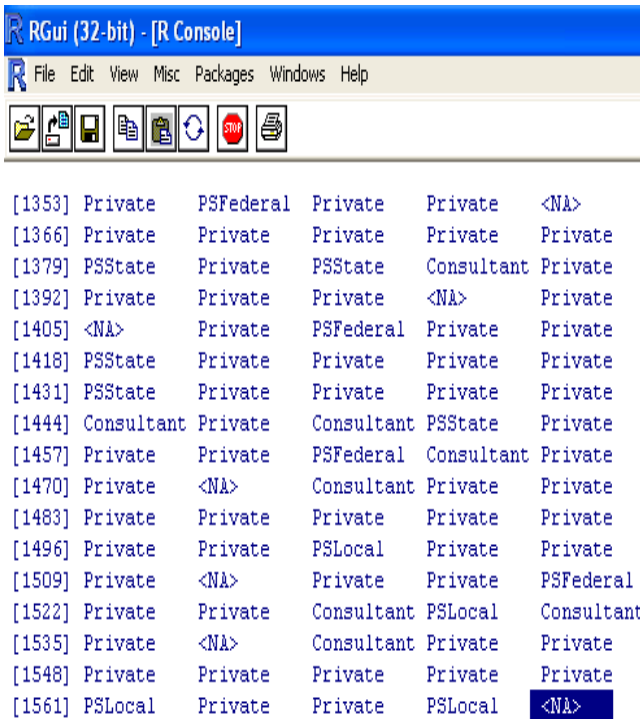 RGui (32-bit) - [R Console]
File Edit View Misc Packages Windows Help
STOP
[1353] Private PSFederal Private Private <NA>
[1366] Private Private Private Private Private
[1379] PSState Private PSState Consultant Private
[1392] Private Private Private <NA> Private
[1405] <NA> Private PSFederal Private Private
[1418] PSState Private Private Private Private
[1431] PSState Private Private Private Private
[1444] Consultant Private Consultant PSState Private
[1457] Private Private PSFederal Consultant Private
[1470] Private <NA> Consultant Private Private
[1483] Private Private Private Private Private
[1496] Private Private PSLocal Private Private
[1509] Private <NA> Private Private PSFederal
[1522] Private Private Consultant PSLocal Consultant
[1535] Private <NA> Consultant Private Private
[1548] Private Private Private Private Private
[1561] PSLocal Private Private PSLocal <NA>